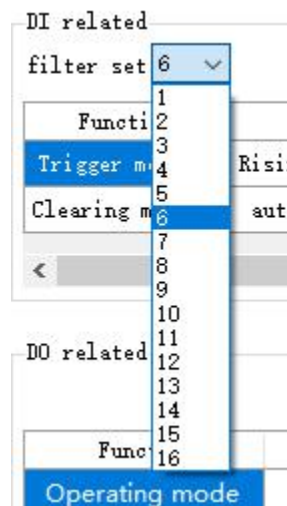 DI related
filter set 6
1
Functi 2
3
Trigger m 4 Risi
5
Clearing m 6 aut
7
8
9
10
11
DO related 12
13
14
15
Func 16
Operating mode